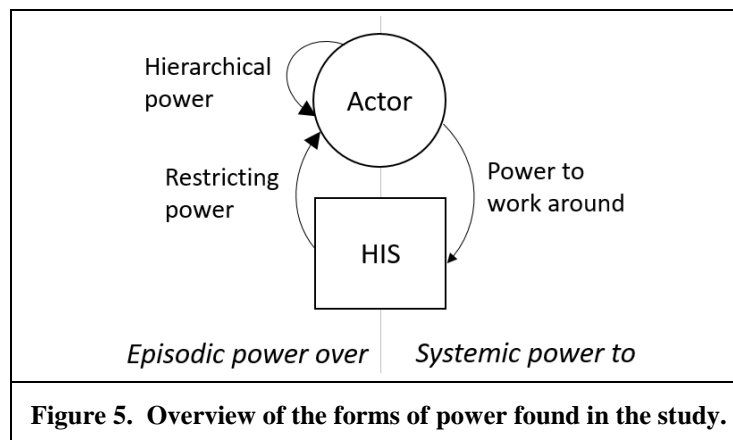 Hierarchical
power
Actor
Restricting
power
Power to
work around
HIS
Episodic power over
Systemic power to
Figure 5. Overview of the forms of power found in the study.